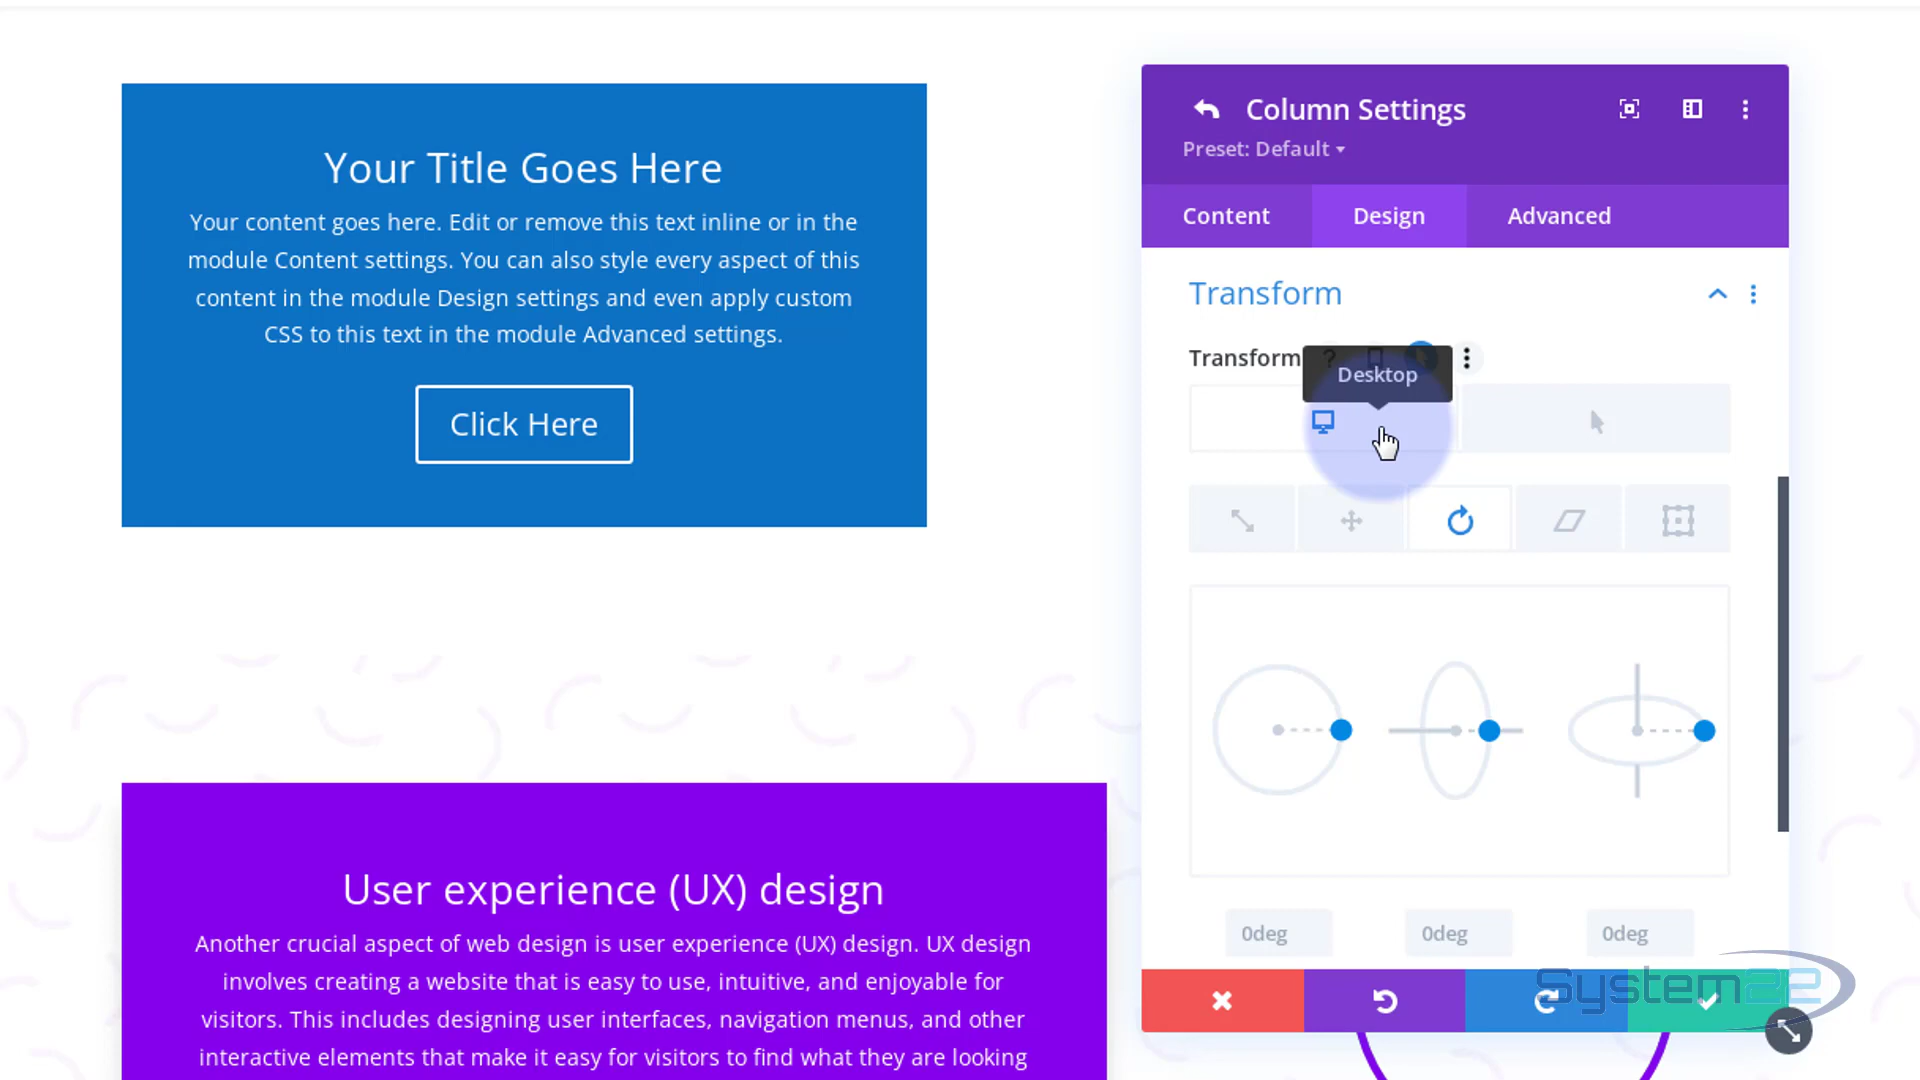 Your Title Goes Here
Your content goes here. Edit or remove this text inline or in the
module Content settings. You can also style every aspect of this
content in the module Design settings and even apply custom
CSS to this text in the module Advanced settings.
Click Here
User experience (UX) design
Another crucial aspect of web design is user experience (UX) design. UX design
involves creating a website that is easy to use, intuitive, and enjoyable for
visitors. This includes designing user interfaces, navigation menus, and other
interactive elements that make it easy for visitors to find what they are looking
Column Settings
Preset: Default
Content
Design
Advanced
Transform
Transform
Desktop
0deg
0deg
0deg
System22